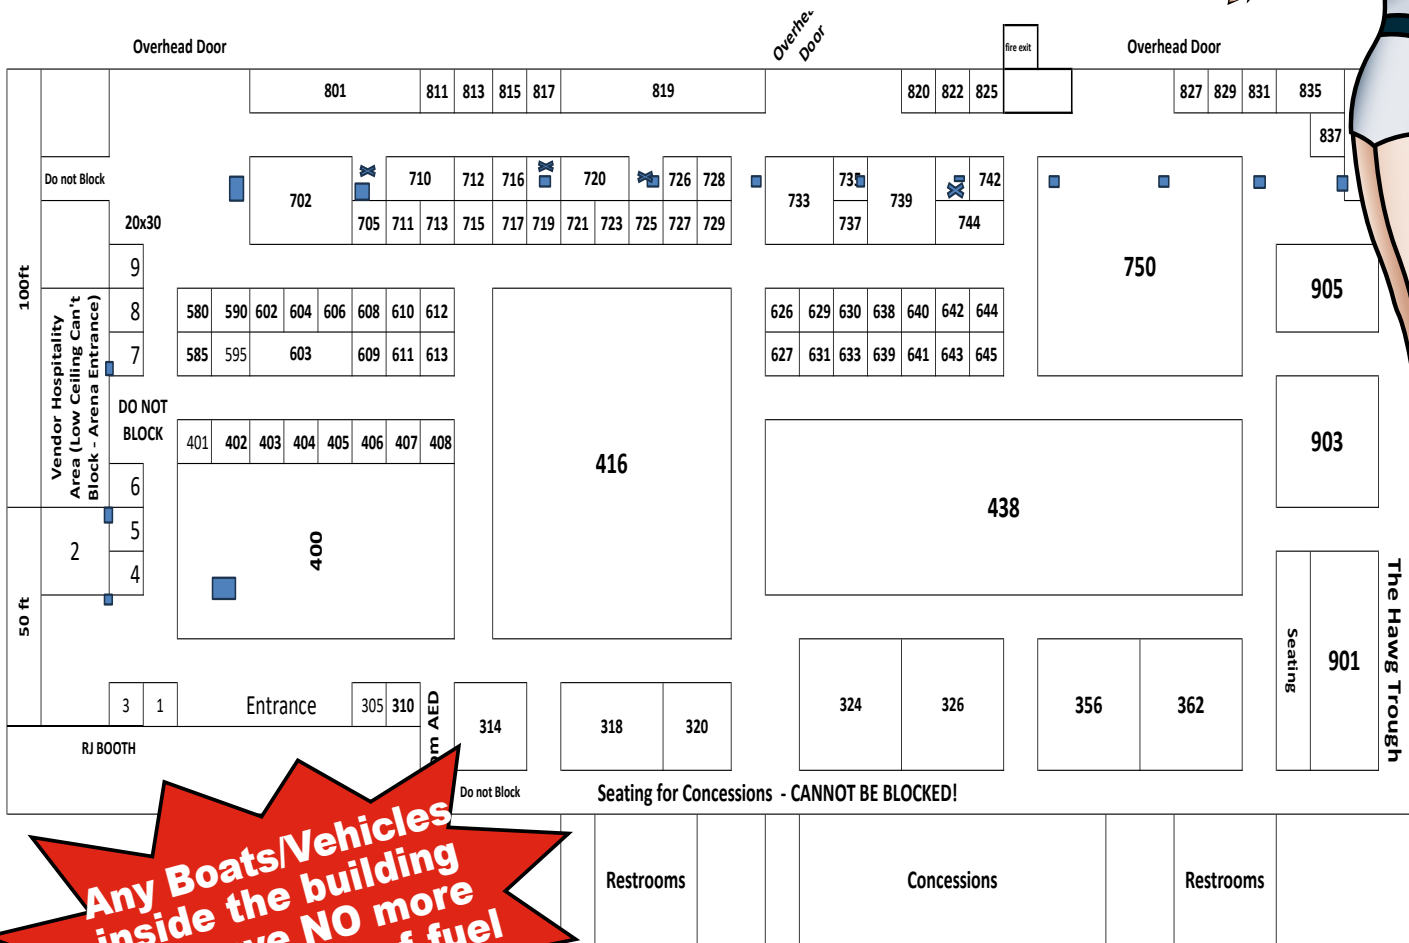 Overhead Door
Overhead Door
fire exit
Overhead Door
801 811 813 815 817 819 820 822 825 827 829 831 835
837
Do not Block
702 710 712 716 720 726 728 733 735 739 742
705 711 713 715 717 719 721 723 725 727 729 737 744
20x30
100ft
9
750
905
Vendor Hospitality
Area (Low Ceiling Can't
Block - Arena Entrance)
8
580 590 602 604 606 608 610 612 626 629 630 638 640 642 644
7
585 595 603 609 611 613 627 631 633 639 641 643 645
DO NOT
BLOCK
401 402 403 404 405 406 407 408
416
903
6
438
5
2
400
4
50 ft
The Hawg Trough
Seating
901
3 1 Entrance 305 310
AED
314 318 320 324 326 356 362
RJ BOOTH
Do not Block
Seating for Concessions - CANNOT BE BLOCKED!
Restrooms Concessions Restrooms
Any Boats/Vehicles
inside the building
NO more
fuel